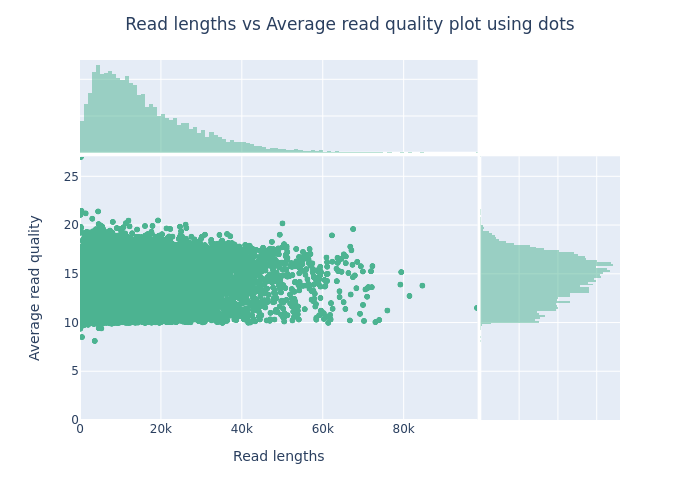 Read lengths vs Average read quality plot using dots
25
20
15
10
5
0
Average read quality
0
20k
40k
60k
80k
Read lengths